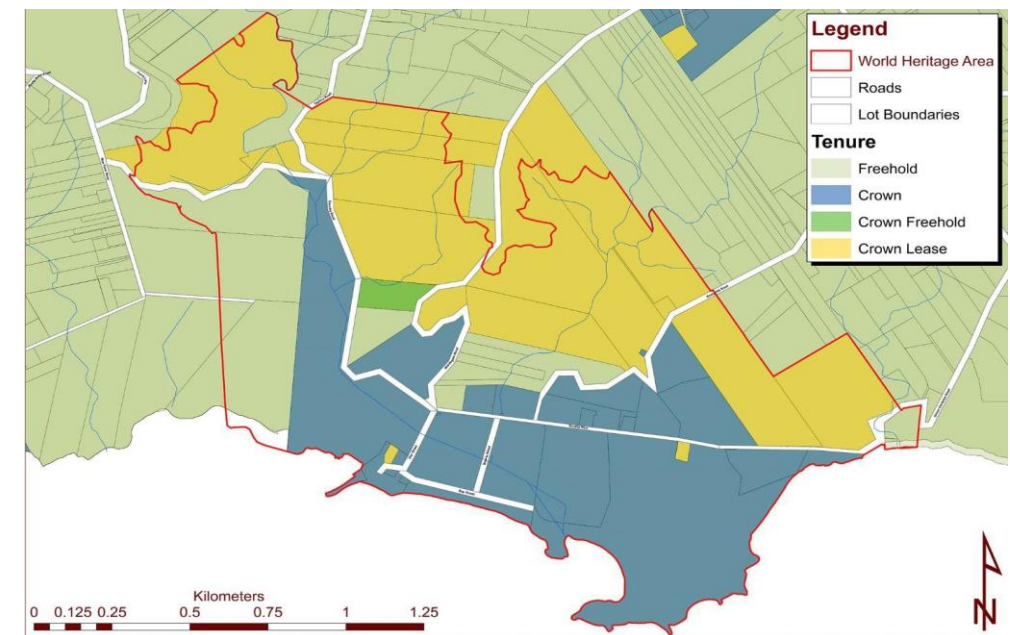 Legend
World Heritage Area
Roads
Lot Boundaries
Tenure
Freehold
Crown
Crown Freehold
Crown Lease
Kilometers
0 0.125 0.25 0.5 0.75 1 1.25
N